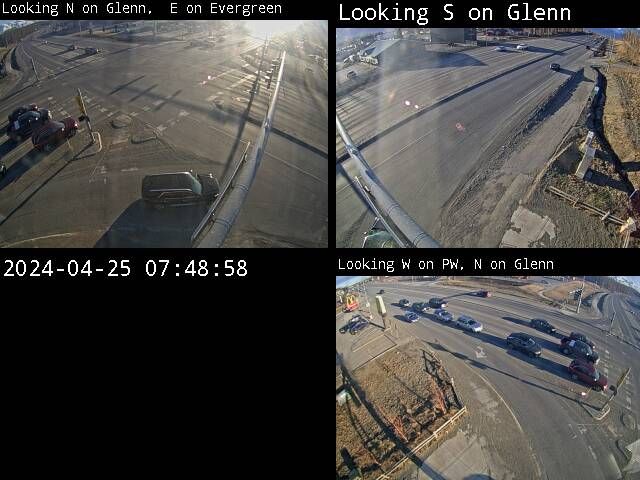 Looking N on Glenn,  E on Evergreen
Looking S on Glenn
2024-04-25 07:48:58
Looking W on PW, N on Glenn